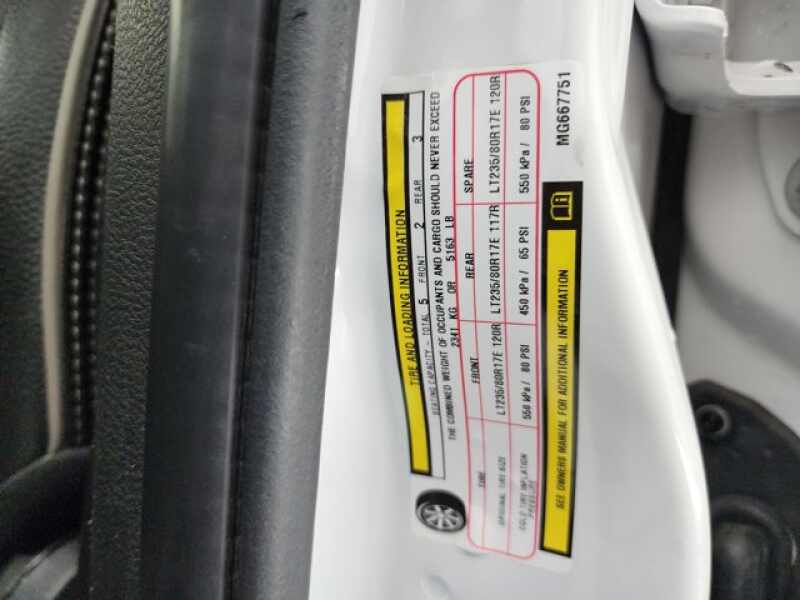 TIRE AND LOADING INFORMATION
SEATING CAPACITY - TOTAL 5 FRONT 2 REAR 3
THE COMBINED WEIGHT OF OCCUPANTS AND CARGO SHOULD NEVER EXCEED
2341 KG OR 5163 LB
TIRE FRONT REAR SPARE
ORIGINAL TIRE SIZE LT235/80R17E 120R LT235/80R17E 117R LT235/80R17E 120R
COLD TIRE INFLATION PRESSURE 550 kPa / 80 PSI 450 kPa / 65 PSI 550 kPa / 80 PSI
SEE OWNERS MANUAL FOR ADDITIONAL INFORMATION
MG667751